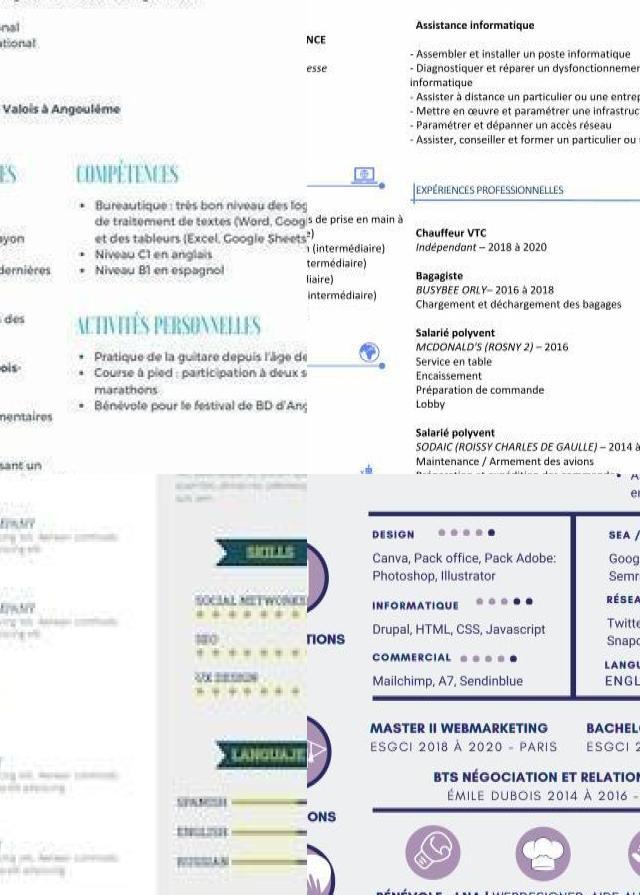 nal
ational
Valois à Angoulême
ES
ayon
dernières
s des
ois-
mentaires
sant un
COMPÉTENCES
• Bureautique : très bon niveau des log
de traitement de textes (Word, Goog
et des tableurs (Excel, Google Sheets
• Niveau C1 en anglais
• Niveau B1 en espagnol
ACTIVITÉS PERSONNELLES
• Pratique de la guitare depuis l'âge de
• Course à pied : participation à deux s
marathons
• Bénévole pour le festival de BD d'Ang
NCE
esse
s de prise en main à
(intermédiaire)
termédiaire)
liaire)
intermédiaire)
Assistance informatique
- Assembler et installer un poste informatique
- Diagnostiquer et réparer un dysfonctionnemen
informatique
- Assister à distance un particulier ou une entrep
- Mettre en œuvre et paramétrer une infrastruc
- Paramétrer et dépanner un accès réseau
- Assister, conseiller et former un particulier ou
EXPÉRIENCES PROFESSIONNELLES
Chauffeur VTC
Indépendant – 2018 à 2020
Bagagiste
BUSYBEE ORLY– 2016 à 2018
Chargement et déchargement des bagages
Salarié polyvent
MCDONALD'S (ROSNY 2) – 2016
Service en table
Encaissement
Préparation de commande
Lobby
Salarié polyvent
SODAIC (ROISSY CHARLES DE GAULLE) – 2014 à
Maintenance / Armement des avions
SKILLS
SOCIAL NETWORKS
SEO
UX DESIGN
LANGUAJE
SPANISH
ENGLISH
RUSSIAN
TIONS
ONS
DESIGN
Canva, Pack office, Pack Adobe:
Photoshop, Illustrator
INFORMATIQUE
Drupal, HTML, CSS, Javascript
COMMERCIAL
Mailchimp, A7, Sendinblue
SEA /
Goog
Semr
RÉSEA
Twitte
Snapc
LANGU
ENGL
MASTER II WEBMARKETING
ESGCI 2018 À 2020 - PARIS
BACHELO
ESGCI 2
BTS NÉGOCIATION ET RELATION
ÉMILE DUBOIS 2014 À 2016 -